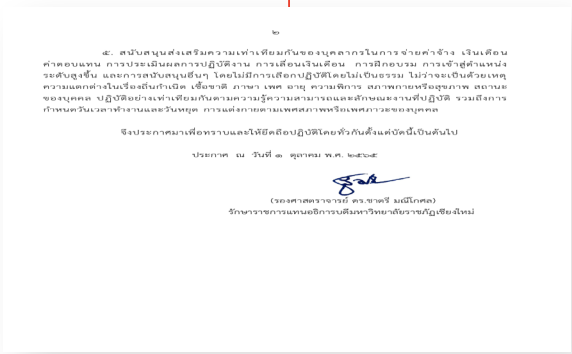 ๒
๕. สนับสนุนส่งเสริมความเท่าเทียมกันของบุคลากรในการจ่ายค่าจ้าง เงินเดือน
ค่าตอบแทน การประเมินผลการปฏิบัติงาน การเลื่อนเงินเดือน การฝึกอบรม การเข้าสู่ตำแหน่ง
ระดับสูงขึ้น และการสนับสนุนอื่นๆ โดยไม่มีการเลือกปฏิบัติโดยไม่เป็นธรรม ไม่ว่าจะเป็นด้วยเหตุ
ความแตกต่างในเรื่องถิ่นกำเนิด เชื้อชาติ ภาษา เพศ อายุ ความพิการ สภาพกายหรือสุขภาพ สถานะ
ของบุคคล ปฏิบัติอย่างเท่าเทียมกันตามความรู้ความสามารถและลักษณะงานที่ปฏิบัติ รวมถึงการ
กำหนดวันเวลาทำงานและวันหยุด การแต่งกายตามเพศสภาพหรือเพศภาวะของบุคคล
จึงประกาศมาเพื่อทราบและให้ยึดถือปฏิบัติโดยทั่วกันตั้งแต่บัดนี้เป็นต้นไป
ประกาศ ณ วันที่ ๑ ตุลาคม พ.ศ. ๒๕๖๕
(รองศาสตราจารย์ ดร.ชาตรี มณีโกศล)
รักษาราชการแทนอธิการบดีมหาวิทยาลัยราชภัฏเชียงใหม่